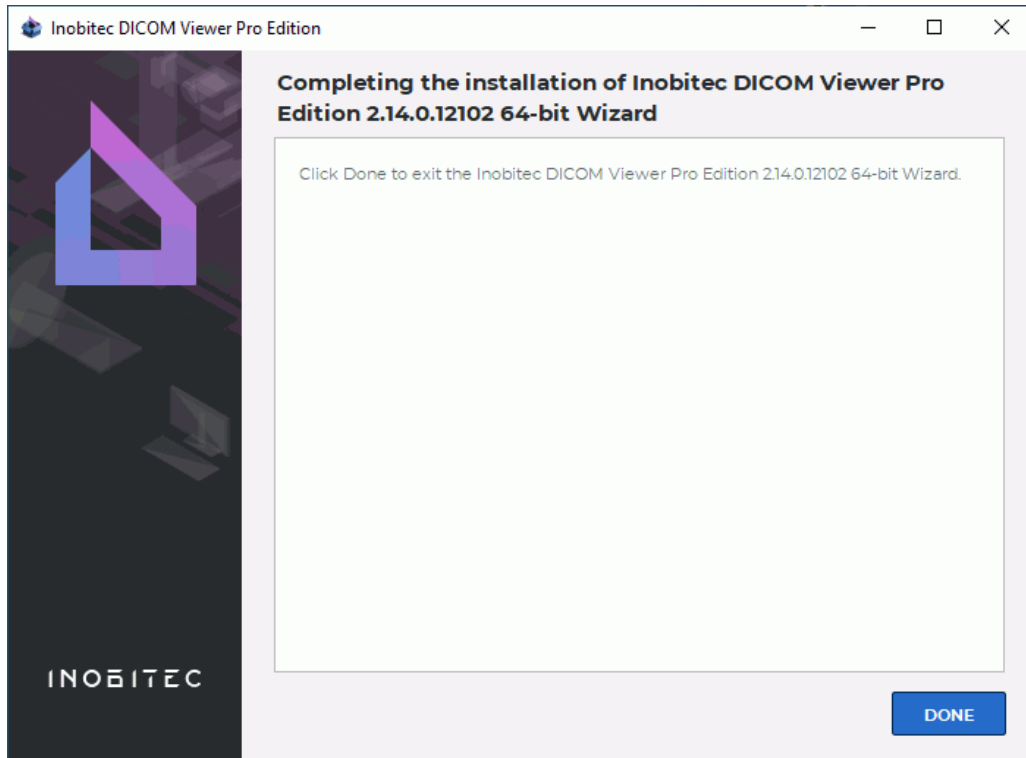 Inobitec DICOM Viewer Pro Edition
Completing the installation of Inobitec DICOM Viewer Pro
Edition 2.14.0.12102 64-bit Wizard
Click Done to exit the Inobitec DICOM Viewer Pro Edition 2.14.0.12102 64-bit Wizard.
INOBITEC
DONE